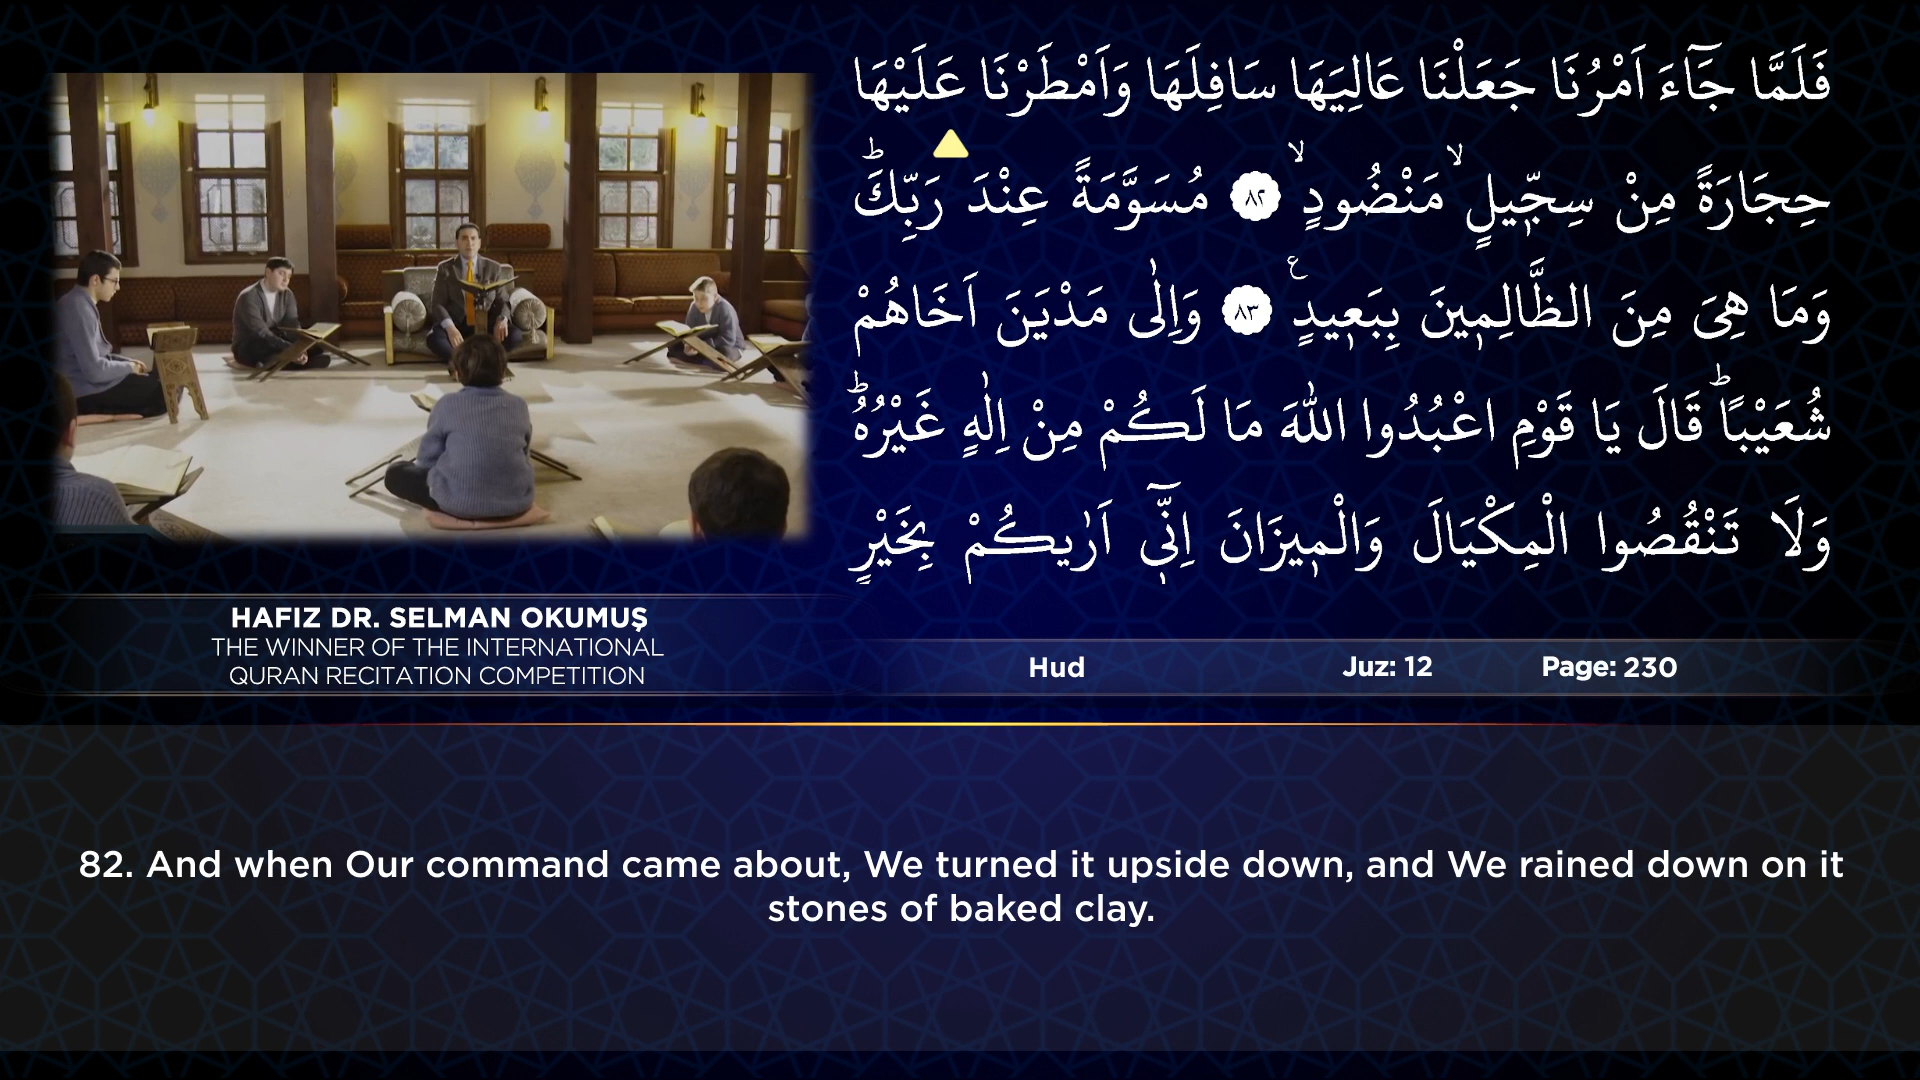 فَلَمَّا جَٓاءَ اَمْرُنَا جَعَلْنَا عَالِيَهَا سَافِلَهَا وَاَمْطَرْنَا عَلَيْهَا
حِجَارَةً مِنْ سِجّ۪يلٍۙ مَنْضُودٍۙ ﴿٨٢﴾ مُسَوَّمَةً عِنْدَ رَبِّكَۜ
وَمَا هِيَ مِنَ الظَّالِم۪ينَ بِبَع۪يدٍ۟ ﴿٨٣﴾ وَاِلٰى مَدْيَنَ اَخَاهُمْ
شُعَيْبًاۜ قَالَ يَا قَوْمِ اعْبُدُوا اللّٰهَ مَا لَكُمْ مِنْ اِلٰهٍ غَيْرُهُۜ
وَلَا تَنْقُصُوا الْمِكْيَالَ وَالْم۪يزَانَ اِنّ۪ٓي اَرٰيكُمْ بِخَيْرٍ
HAFIZ DR. SELMAN OKUMUŞ
THE WINNER OF THE INTERNATIONAL
QURAN RECITATION COMPETITION
Hud Juz: 12 Page: 230
82. And when Our command came about, We turned it upside down, and We rained down on it
stones of baked clay.